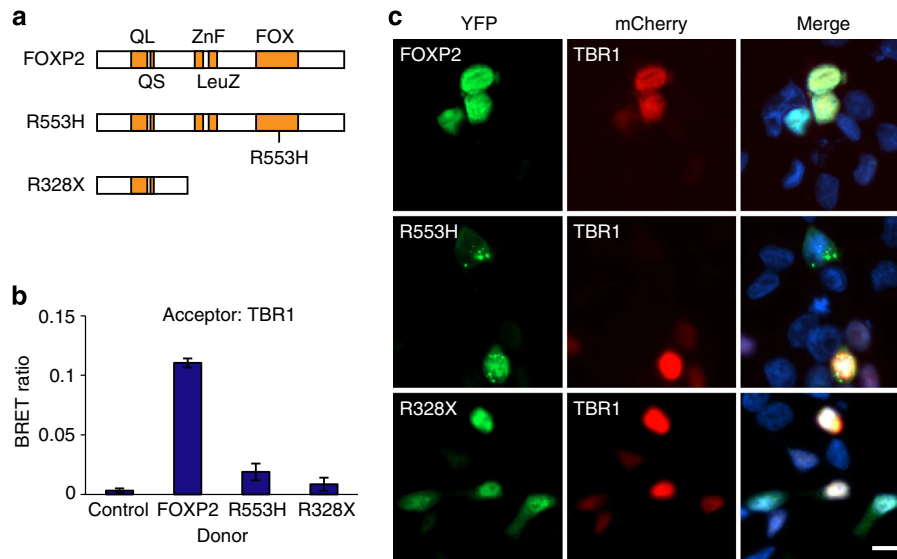 a
QL ZnF FOX
FOXP2
QS LeuZ
R553H
R553H
R328X
b
Acceptor: TBR1
BRET ratio
0.15
0.1
0.05
0
Control FOXP2 R553H R328X
Donor
c
YFP mCherry Merge
FOXP2 TBR1
R553H TBR1
R328X TBR1